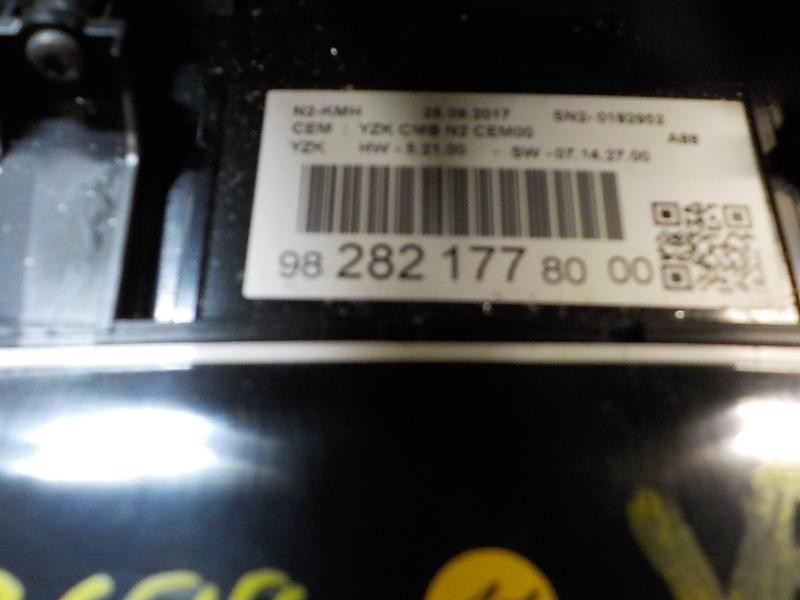 N2-KMH 25.09.2017 SN2- 0182902
CEM : YZK CMB N2 CEM00 A88
YZK HW - 5.21.00 - SW - 07.14.27.00
98 282 177 80 00